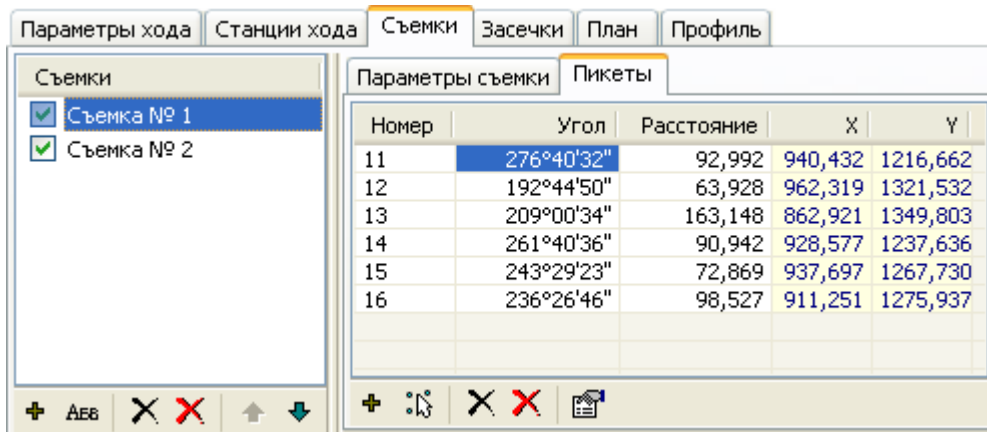 Параметры хода Станции хода Съемки Засечки План Профиль
Съемки
Съемка № 1
Съемка № 2
Параметры съемки Пикеты
Номер Угол Расстояние X Y
11 276°40'32" 92,992 940,432 1216,662
12 192°44'50" 63,928 962,319 1321,532
13 209°00'34" 163,148 862,921 1349,803
14 261°40'36" 90,942 928,577 1237,636
15 243°29'23" 72,869 937,697 1267,730
16 236°26'46" 98,527 911,251 1275,937
АБВ